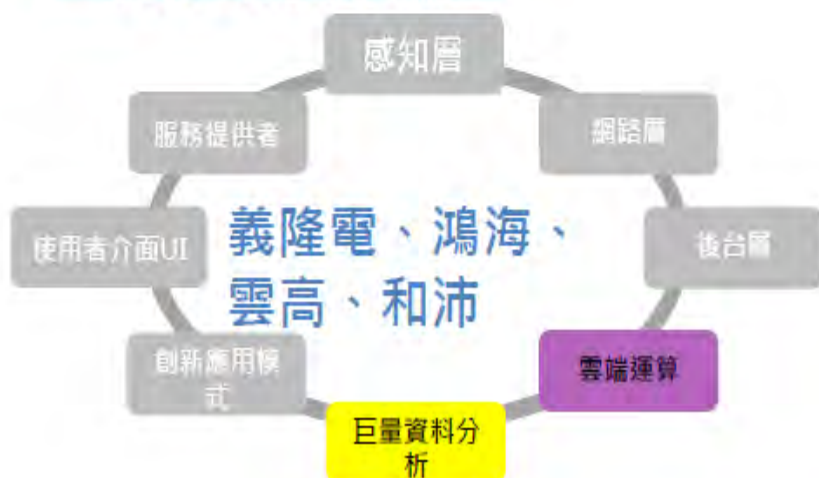 感知層
服務提供者
網路層
使用者介面UI
義隆電、鴻海、
雲高、和沛
後台層
創新應用模
式
雲端運算
巨量資料分
析